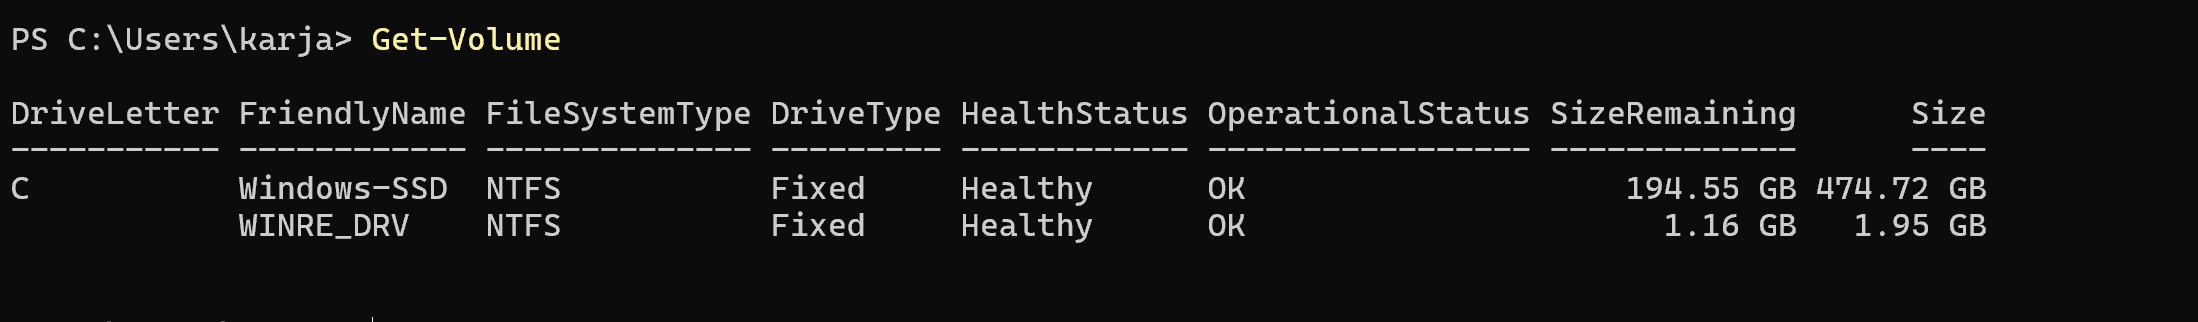 PS C:\Users\karja> Get-Volume
DriveLetter FriendlyName FileSystemType DriveType HealthStatus OperationalStatus SizeRemaining      Size
----------- ------------ -------------- --------- ------------ ----------------- -------------      ----
C           Windows-SSD  NTFS           Fixed     Healthy      OK                    194.55 GB 474.72 GB
            WINRE_DRV    NTFS           Fixed     Healthy      OK                      1.16 GB   1.95 GB